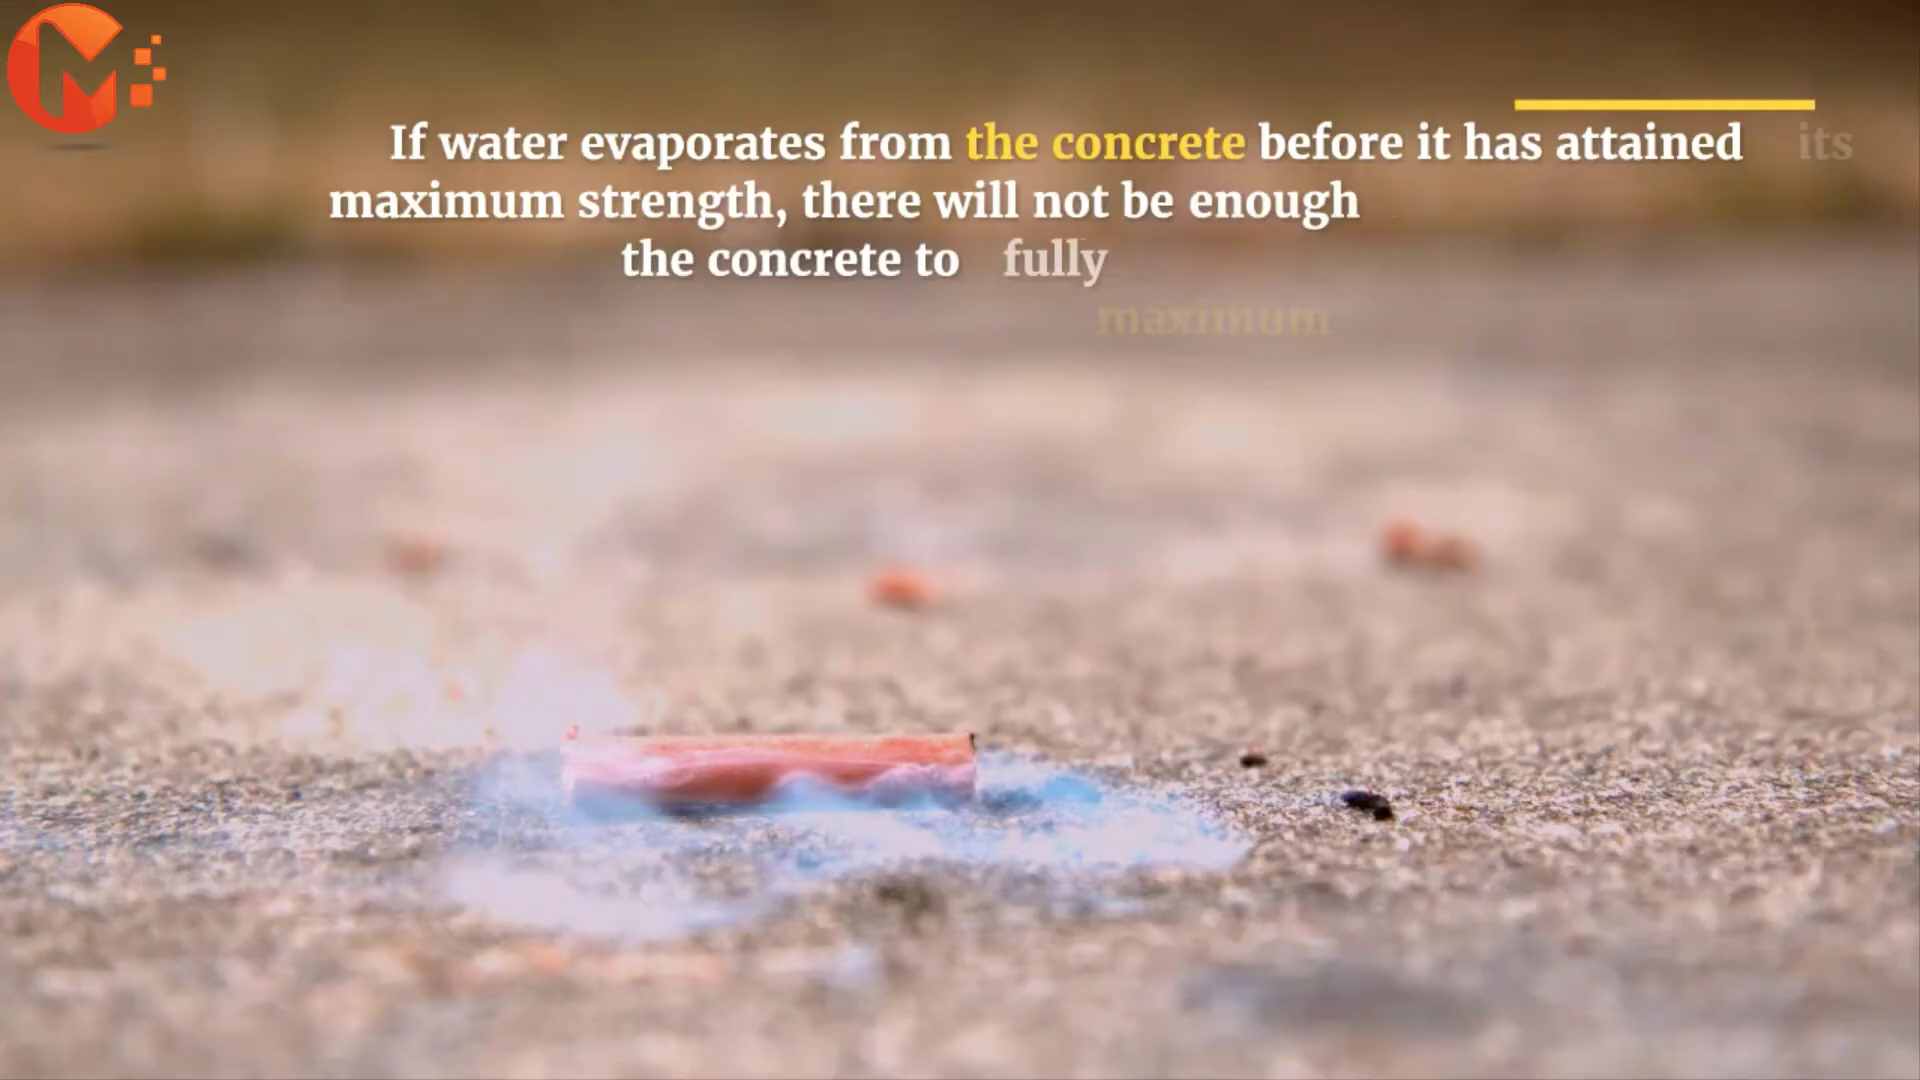 If water evaporates from the concrete before it has attained its
maximum strength, there will not be enough
the concrete to fully
maximum